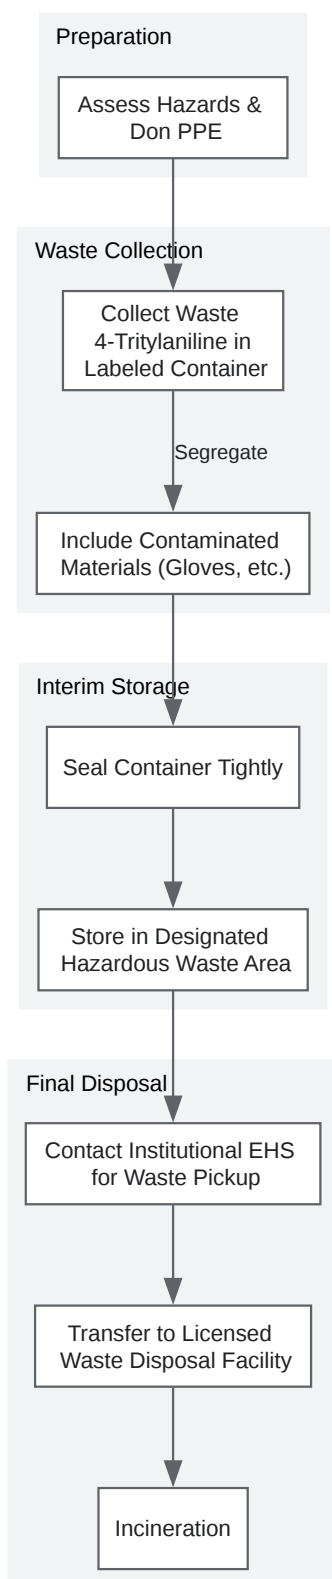 Preparation
Assess Hazards &
Don PPE
Waste Collection
Collect Waste
4-Tritylaniline in
Labeled Container
Segregate
Include Contaminated
Materials (Gloves, etc.)
Interim Storage
Seal Container Tightly
Store in Designated
Hazardous Waste Area
Final Disposal
Contact Institutional EHS
for Waste Pickup
Transfer to Licensed
Waste Disposal Facility
Incineration